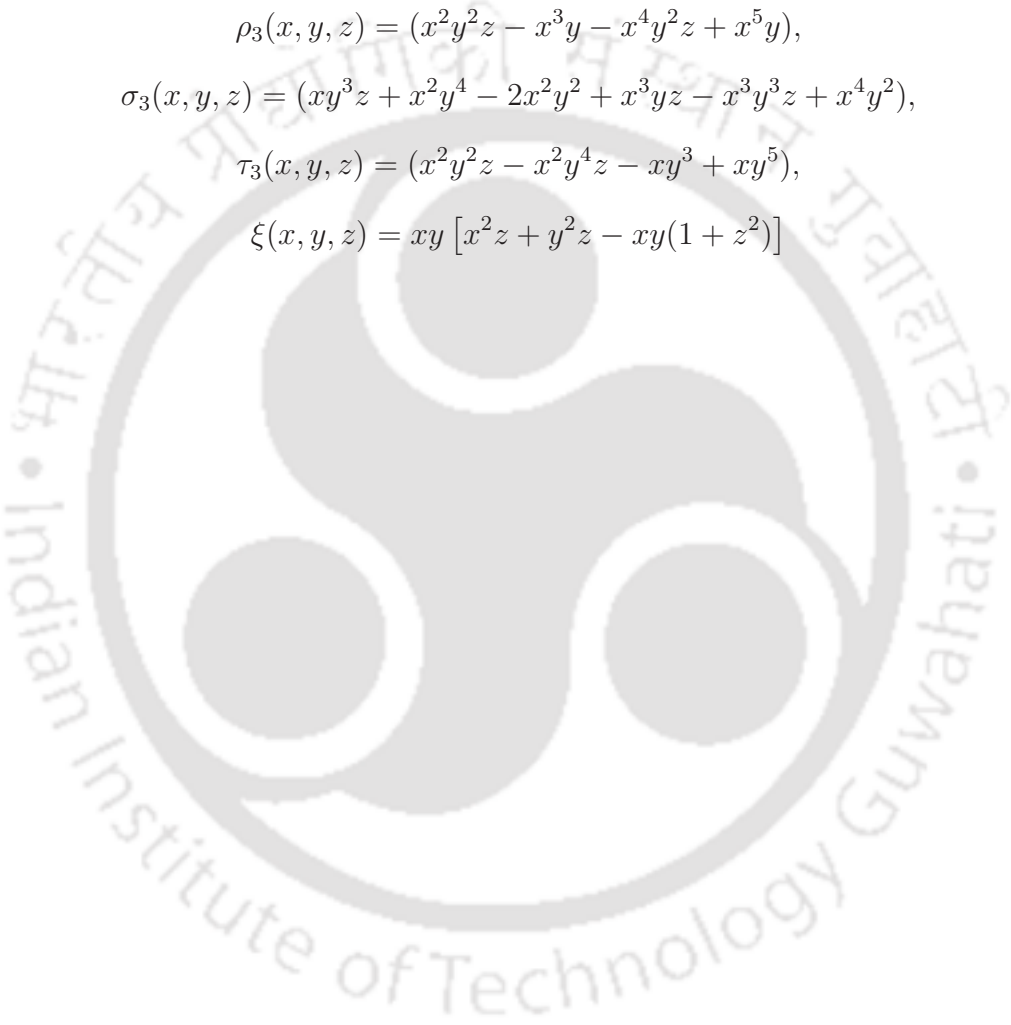 ρ₃(x, y, z) = (x²y²z − x³y − x⁴y²z + x⁵y),
σ₃(x, y, z) = (xy³z + x²y⁴ − 2x²y² + x³yz − x³y³z + x⁴y²),
τ₃(x, y, z) = (x²y²z − x²y⁴z − xy³ + xy⁵),
ξ(x, y, z) = xy [x²z + y²z − xy(1 + z²)]
भारतीय प्रौद्योगिकी संस्थान गुवाहाटी
Indian Institute of Technology Guwahati